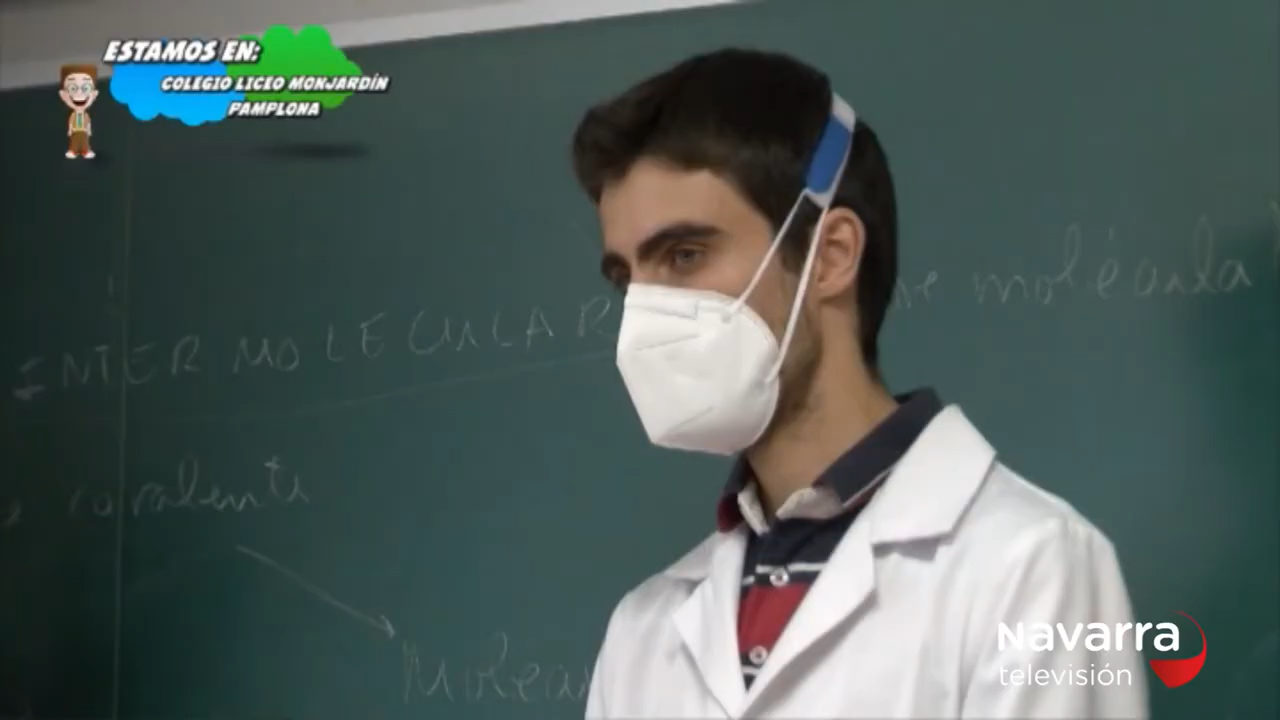 ESTAMOS EN:
COLEGIO LICEO MONJARDÍN
PAMPLONA
INTERMOLECULAR
molécula
covalente
Navarra
televisión